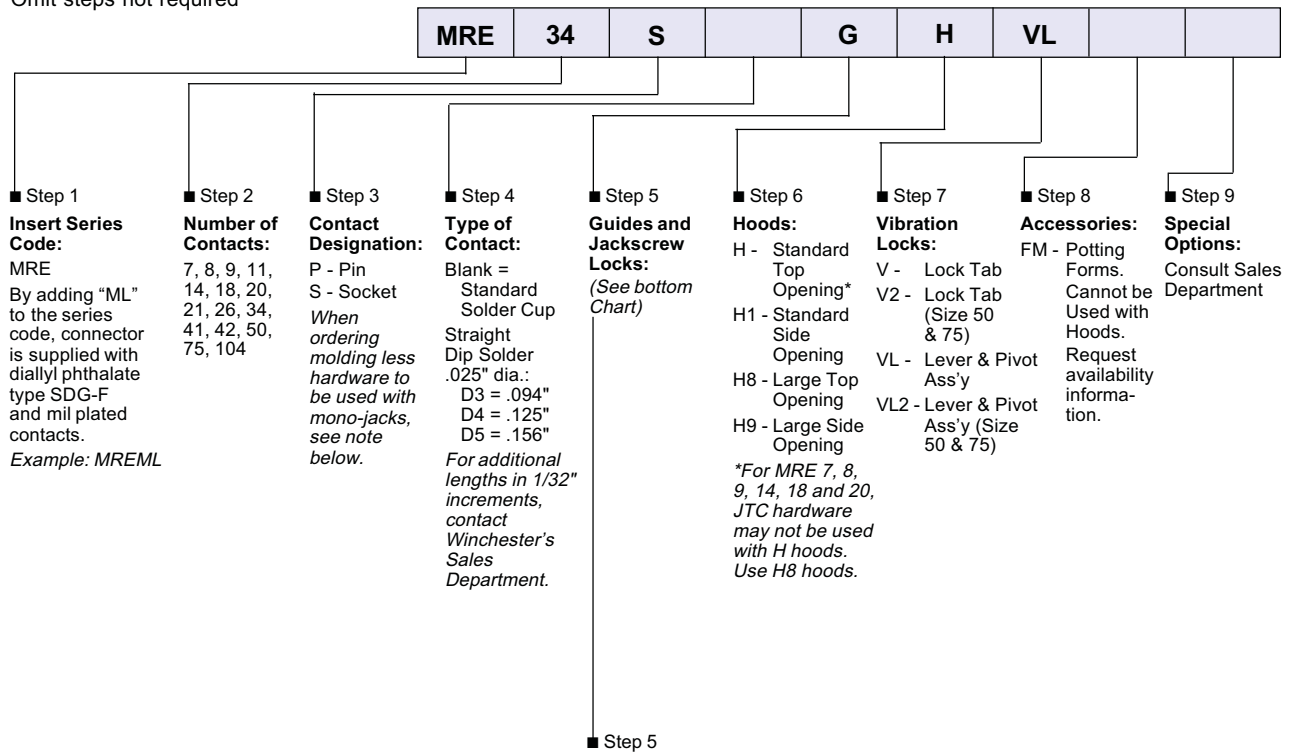 Omit steps not required
MRE 34 S G H VL
■ Step 1
Insert Series
Code:
MRE
By adding “ML”
to the series
code, connector
is supplied with
diallyl phthalate
type SDG-F
and mil plated
contacts.
Example: MREML
■ Step 2
Number of
Contacts:
7, 8, 9, 11,
14, 18, 20,
21, 26, 34,
41, 42, 50,
75, 104
■ Step 3
Contact
Designation:
P - Pin
S - Socket
When
ordering
molding less
hardware to
be used with
mono-jacks,
see note
below.
■ Step 4
Type of
Contact:
Blank =
Standard
Solder Cup
Straight
Dip Solder
.025" dia.:
D3 = .094"
D4 = .125"
D5 = .156"
For additional
lengths in 1/32"
increments,
contact
Winchester’s
Sales
Department.
■ Step 5
Guides and
Jackscrew
Locks:
(See bottom
Chart)
■ Step 6
Hoods:
H - Standard
Top
Opening*
H1 - Standard
Side
Opening
H8 - Large Top
Opening
H9 - Large Side
Opening
*For MRE 7, 8,
9, 14, 18 and 20,
JTC hardware
may not be used
with H hoods.
Use H8 hoods.
■ Step 7
Vibration
Locks:
V - Lock Tab
V2 - Lock Tab
(Size 50
& 75)
VL - Lever & Pivot
Ass’y
VL2 - Lever & Pivot
Ass’y (Size
50 & 75)
■ Step 8
Accessories:
FM - Potting
Forms.
Cannot be
Used with
Hoods.
Request
availability
informa-
tion.
■ Step 9
Special
Options:
Consult Sales
Department
■ Step 5